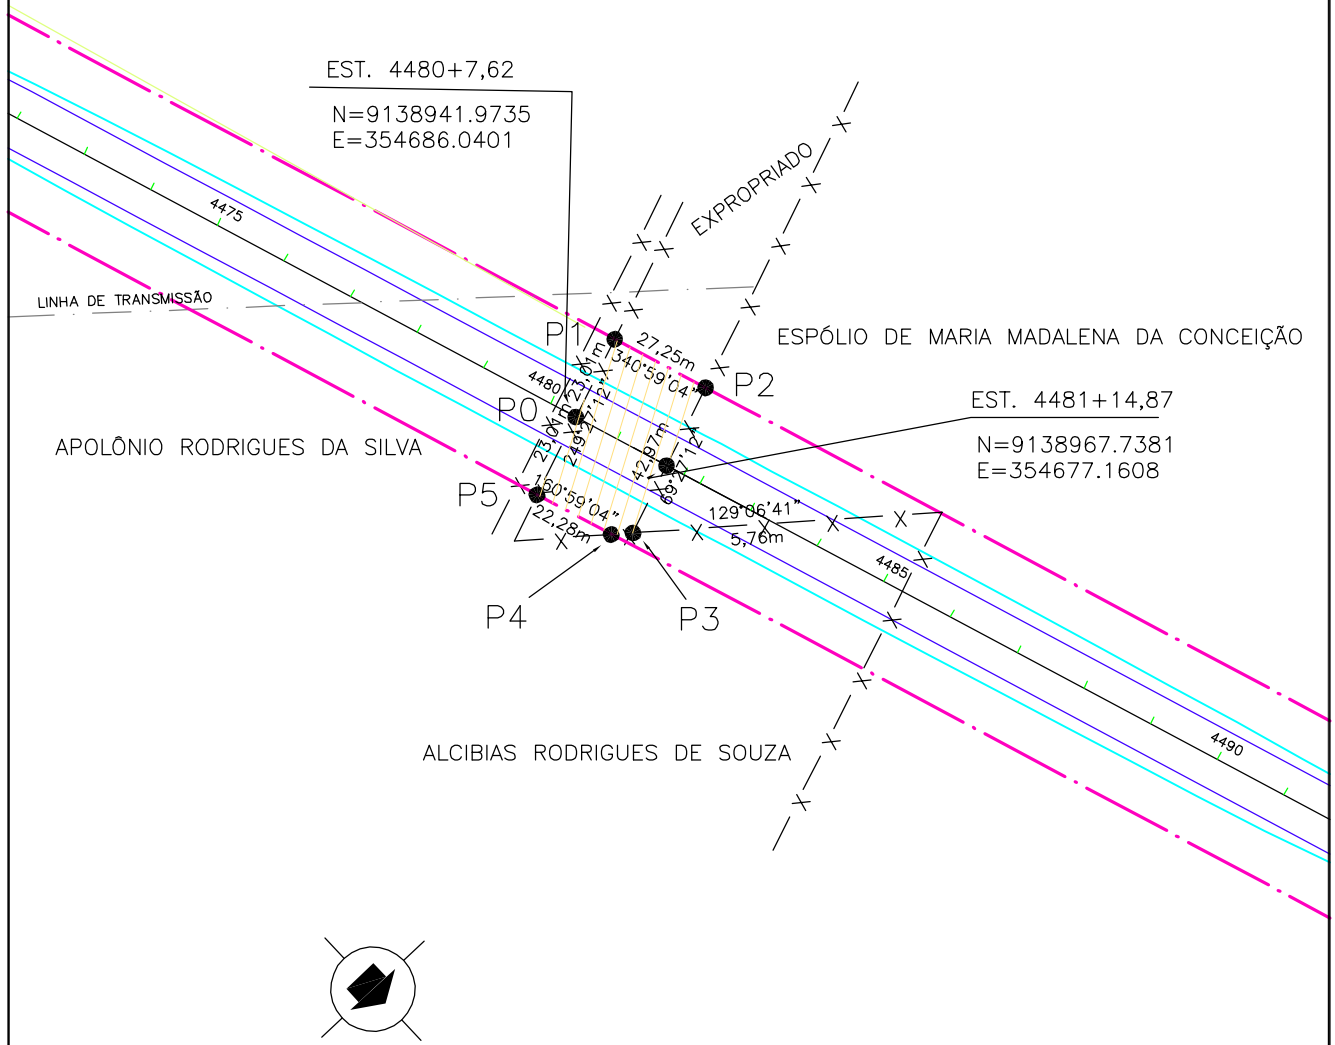 EST. 4480+7,62
N=9138941.9735
E=354686.0401
EXPROPRIADO
4475
LINHA DE TRANSMISSÃO
P1
27,25m
340°59'04"
ESPÓLIO DE MARIA MADALENA DA CONCEIÇÃO
P2
4480
P0
EST. 4481+14,87
N=9138967.7381
E=354677.1608
APOLÔNIO RODRIGUES DA SILVA
42,97m
P5
160°59'04"
22,28m
129°06'41"
5,76m
4485
P4
P3
ALCIBIAS RODRIGUES DE SOUZA
4490